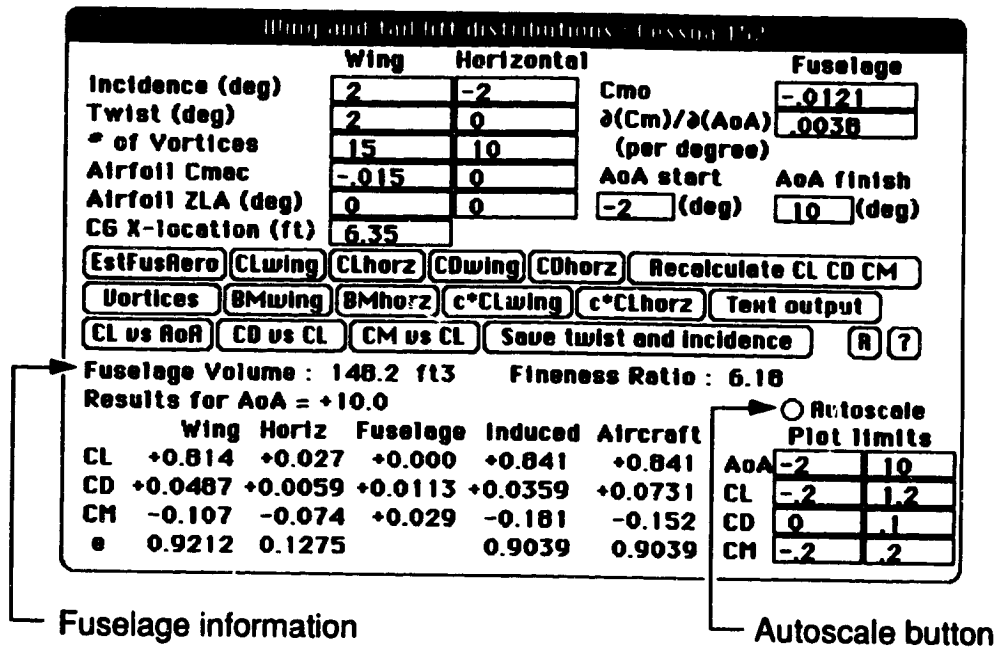 Wing and tail lift distributions : Cessna 152
Wing Horizontal Fuselage
Incidence (deg) 2 -2 Cmo -.0121
Twist (deg) 2 0 ∂(Cm)/∂(AoA) .0038
# of Vortices 15 10 (per degree)
Airfoil Cmac -.015 0 AoA start AoA finish
Airfoil ZLA (deg) 0 0 -2 (deg) 10 (deg)
CG X-location (ft) 6.35
EstFusAero CLwing CLhorz CDwing CDhorz Recalculate CL CD CM
Vortices BMwing BMhorz c*CLwing c*CLhorz Text output
CL vs AoA CD vs CL CM vs CL Save twist and incidence R ?
Fuselage Volume : 148.2 ft3 Fineness Ratio : 6.18
Results for AoA = +10.0 Autoscale
Wing Horiz Fuselage Induced Aircraft Plot limits
CL +0.814 +0.027 +0.000 +0.841 +0.841 AoA -2 10
CD +0.0487 +0.0059 +0.0113 +0.0359 +0.0731 CL -.2 1.2
CM -0.107 -0.074 +0.029 -0.181 -0.152 CD 0 .1
e 0.9212 0.1275 0.9039 0.9039 CM -.2 .2
Fuselage information Autoscale button